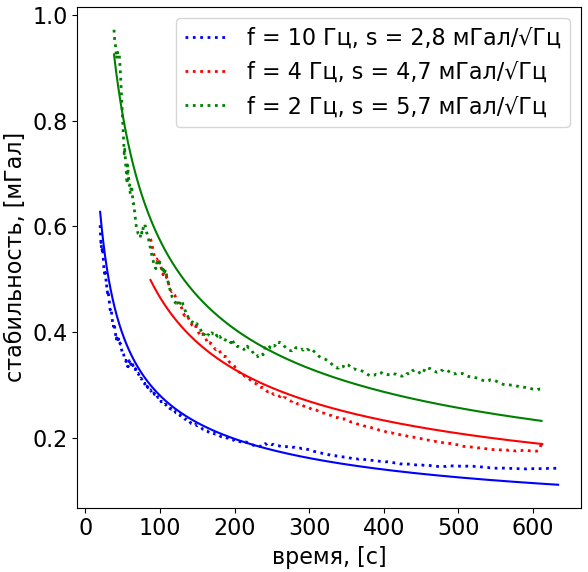 f = 10 Гц, s = 2,8 мГал/√Гц
f = 4 Гц, s = 4,7 мГал/√Гц
f = 2 Гц, s = 5,7 мГал/√Гц
стабильность, [мГал]
1.0
0.8
0.6
0.4
0.2
0 100 200 300 400 500 600
время, [с]